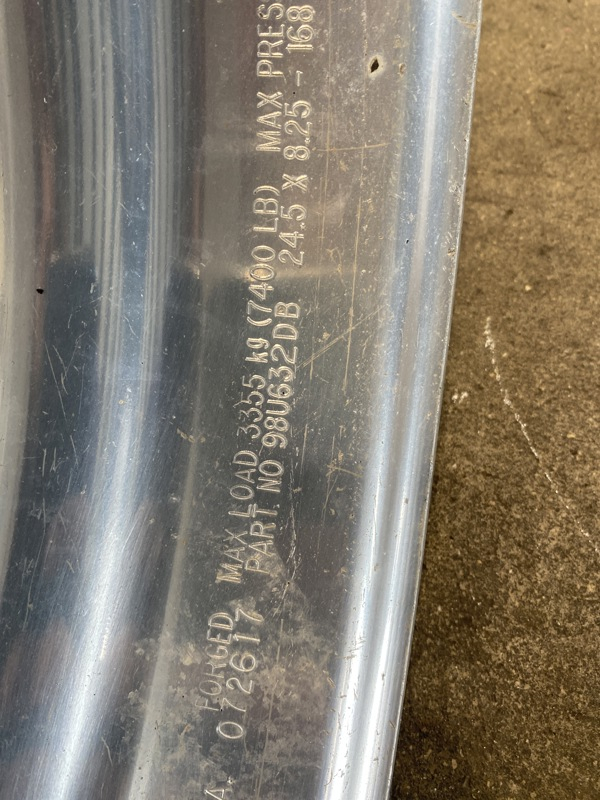 A. FORGED MAX LOAD 3355 kg (7400 LB) MAX PRES
072617 PART NO 98U632DB 24.5 X 8.25 - 168